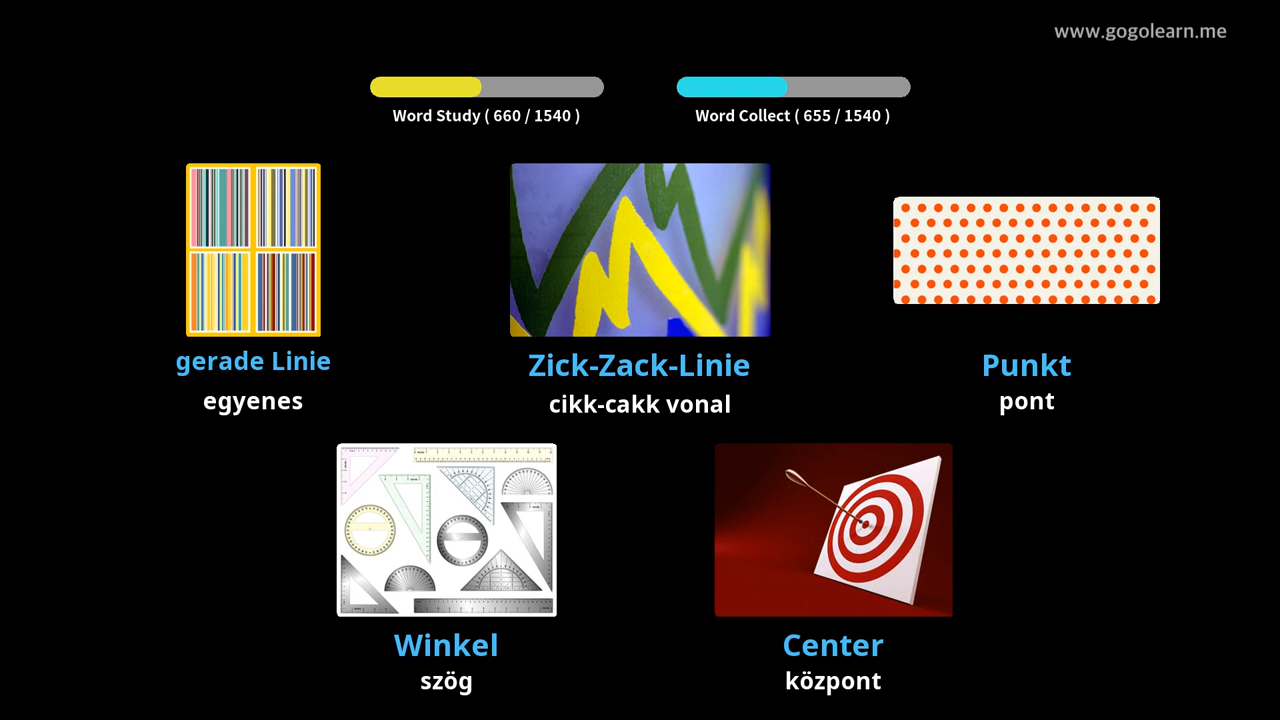 www.gogolearn.me
Word Study ( 660 / 1540 )
Word Collect ( 655 / 1540 )
gerade Linie
egyenes
Zick-Zack-Linie
cikk-cakk vonal
Punkt
pont
Winkel
szög
Center
központ